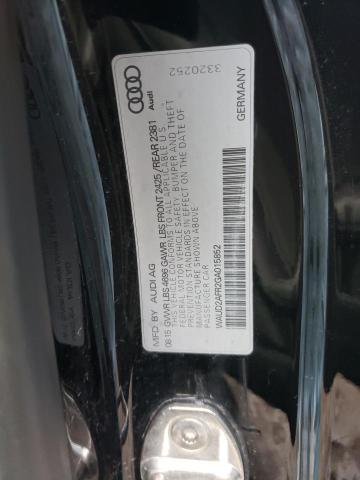 MFD BY AUDI AG
08.15 GVWR LBS 4696 GAWR LBS FRONT 2425 / REAR 2381
THIS VEHICLE CONFORMS TO ALL APPLICABLE U.S.
FEDERAL MOTOR VEHICLE SAFETY, BUMPER AND THEFT
PREVENTION STANDARDS IN EFFECT ON THE DATE OF
MANUFACTURE SHOWN ABOVE.
PASSENGER CAR
WAUD2AFR2GA015852
GERMANY
Audi
3320252